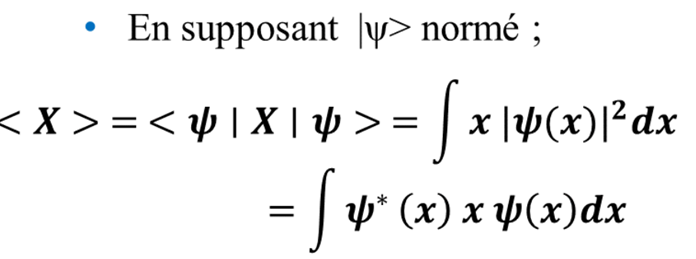 • En supposant |ψ> normé ;
< X > = < ψ | X | ψ > = ∫ x |ψ(x)|² dx
= ∫ ψ* (x) x ψ(x)dx